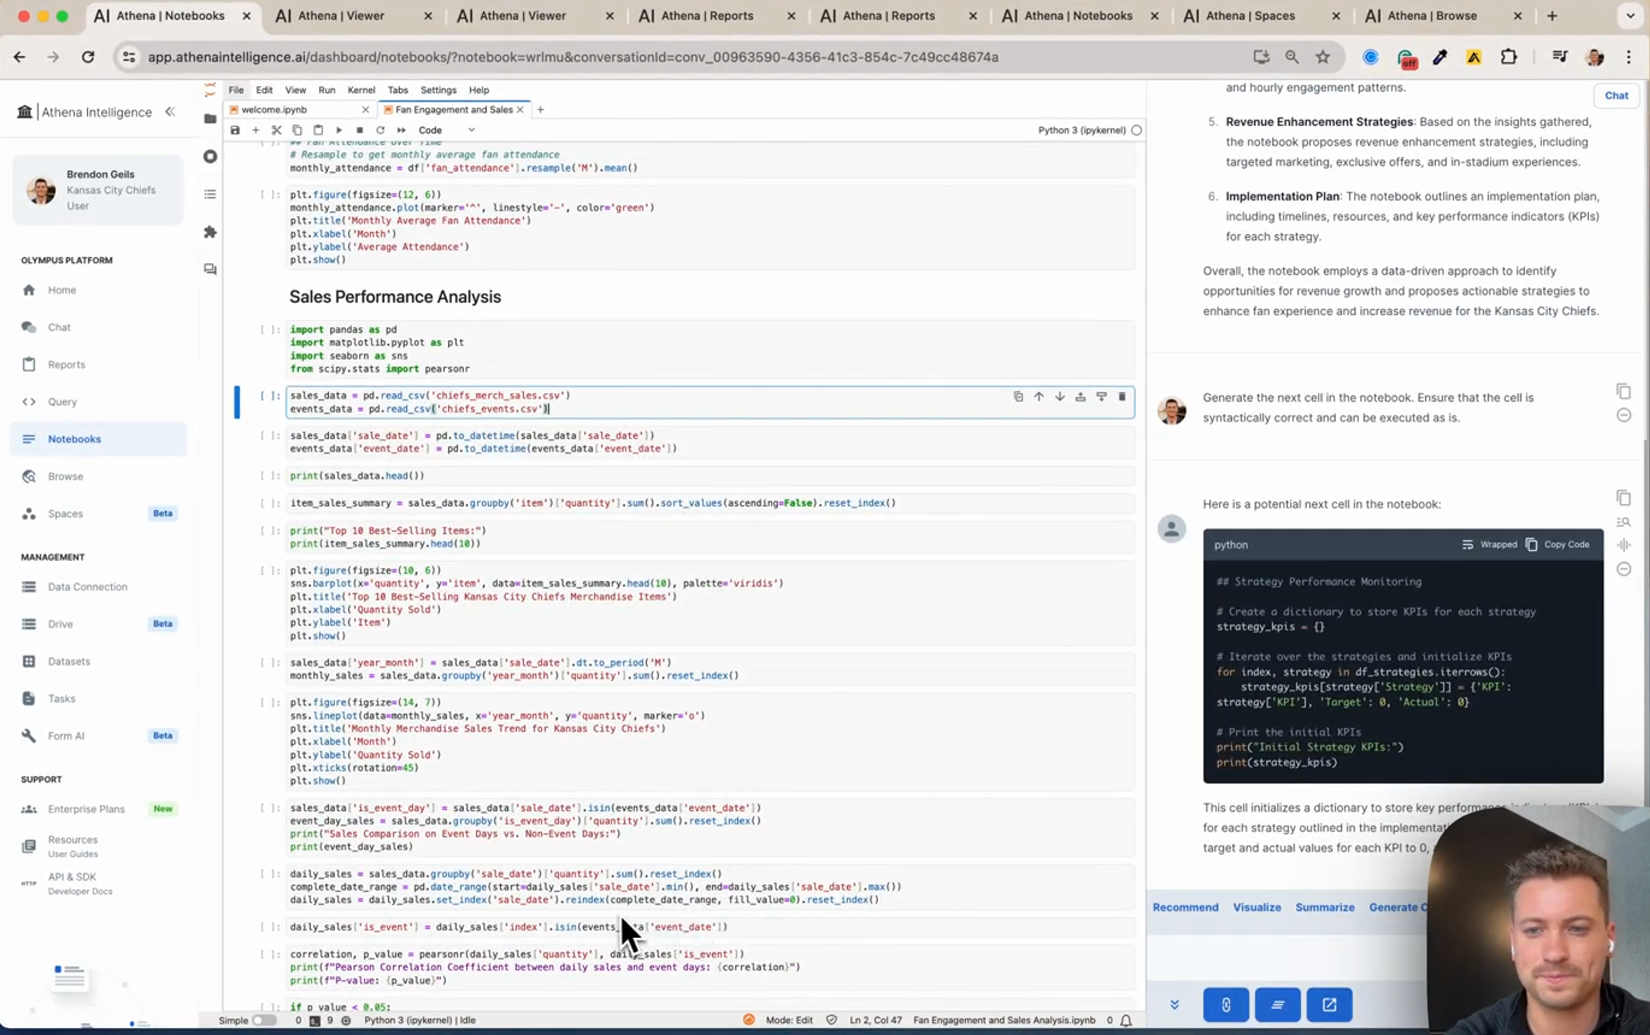 Athena | Notebooks
Athena | Viewer
Athena | Viewer
Athena | Reports
Athena | Reports
Athena | Notebooks
Athena | Spaces
Athena | Browse
app.athenaintelligence.ai/dashboard/notebooks/?notebook=wrlmu&conversationId=conv_00963590-4356-41c3-854c-7c49cc48674a
off
Athena Intelligence
Brendon Geils
Kansas City Chiefs
User
OLYMPUS PLATFORM
Home
Chat
Reports
Query
Notebooks
Browse
Spaces Beta
MANAGEMENT
Data Connection
Drive Beta
Datasets
Tasks
Form AI Beta
SUPPORT
Enterprise Plans New
Resources
User Guides
HTTP API & SDK
Developer Docs
File Edit View Run Kernel Tabs Settings Help
welcome.ipynb
Fan Engagement and Sales
Code
Python 3 (ipykernel)
## Fan Attendance Over Time
# Resample to get monthly average fan attendance
monthly_attendance = df['fan_attendance'].resample('M').mean()
[ ]: plt.figure(figsize=(12, 6))
monthly_attendance.plot(marker='^', linestyle='-', color='green')
plt.title('Monthly Average Fan Attendance')
plt.xlabel('Month')
plt.ylabel('Average Attendance')
plt.show()
Sales Performance Analysis
[ ]: import pandas as pd
import matplotlib.pyplot as plt
import seaborn as sns
from scipy.stats import pearsonr
[ ]: sales_data = pd.read_csv('chiefs_merch_sales.csv')
events_data = pd.read_csv('chiefs_events.csv')
[ ]: sales_data['sale_date'] = pd.to_datetime(sales_data['sale_date'])
events_data['event_date'] = pd.to_datetime(events_data['event_date'])
[ ]: print(sales_data.head())
[ ]: item_sales_summary = sales_data.groupby('item')['quantity'].sum().sort_values(ascending=False).reset_index()
[ ]: print("Top 10 Best-Selling Items:")
print(item_sales_summary.head(10))
[ ]: plt.figure(figsize=(10, 6))
sns.barplot(x='quantity', y='item', data=item_sales_summary.head(10), palette='viridis')
plt.title('Top 10 Best-Selling Kansas City Chiefs Merchandise Items')
plt.xlabel('Quantity Sold')
plt.ylabel('Item')
plt.show()
[ ]: sales_data['year_month'] = sales_data['sale_date'].dt.to_period('M')
monthly_sales = sales_data.groupby('year_month')['quantity'].sum().reset_index()
[ ]: plt.figure(figsize=(14, 7))
sns.lineplot(data=monthly_sales, x='year_month', y='quantity', marker='o')
plt.title('Monthly Merchandise Sales Trend for Kansas City Chiefs')
plt.xlabel('Month')
plt.ylabel('Quantity Sold')
plt.xticks(rotation=45)
plt.show()
[ ]: sales_data['is_event_day'] = sales_data['sale_date'].isin(events_data['event_date'])
event_day_sales = sales_data.groupby('is_event_day')['quantity'].sum().reset_index()
print("Sales Comparison on Event Days vs. Non-Event Days:")
print(event_day_sales)
[ ]: daily_sales = sales_data.groupby('sale_date')['quantity'].sum().reset_index()
complete_date_range = pd.date_range(start=daily_sales['sale_date'].min(), end=daily_sales['sale_date'].max())
daily_sales = daily_sales.set_index('sale_date').reindex(complete_date_range, fill_value=0).reset_index()
[ ]: daily_sales['is_event'] = daily_sales['index'].isin(events_data['event_date'])
[ ]: correlation, p_value = pearsonr(daily_sales['quantity'], daily_sales['is_event'])
print(f"Pearson Correlation Coefficient between daily sales and event days: {correlation}")
print(f"P-value: {p_value}")
[ ]: if p_value < 0.05:
Simple 0 9 Python 3 (ipykernel) | Idle Mode: Edit Ln 2, Col 47 Fan Engagement and Sales Analysis.ipynb 0
Chat
and hourly engagement patterns.
5. Revenue Enhancement Strategies: Based on the insights gathered,
the notebook proposes revenue enhancement strategies, including
targeted marketing, exclusive offers, and in-stadium experiences.
6. Implementation Plan: The notebook outlines an implementation plan,
including timelines, resources, and key performance indicators (KPIs)
for each strategy.
Overall, the notebook employs a data-driven approach to identify
opportunities for revenue growth and proposes actionable strategies to
enhance fan experience and increase revenue for the Kansas City Chiefs.
Generate the next cell in the notebook. Ensure that the cell is
syntactically correct and can be executed as is.
Here is a potential next cell in the notebook:
python Wrapped Copy Code
## Strategy Performance Monitoring
# Create a dictionary to store KPIs for each strategy
strategy_kpis = {}
# Iterate over the strategies and initialize KPIs
for index, strategy in df_strategies.iterrows():
strategy_kpis[strategy['Strategy']] = {'KPI':
strategy['KPI'], 'Target': 0, 'Actual': 0}
# Print the initial KPIs
print("Initial Strategy KPIs:")
print(strategy_kpis)
This cell initializes a dictionary to store key performance
for each strategy outlined in the
target and actual values for each KPI to 0,
Recommend Visualize Summarize Generate